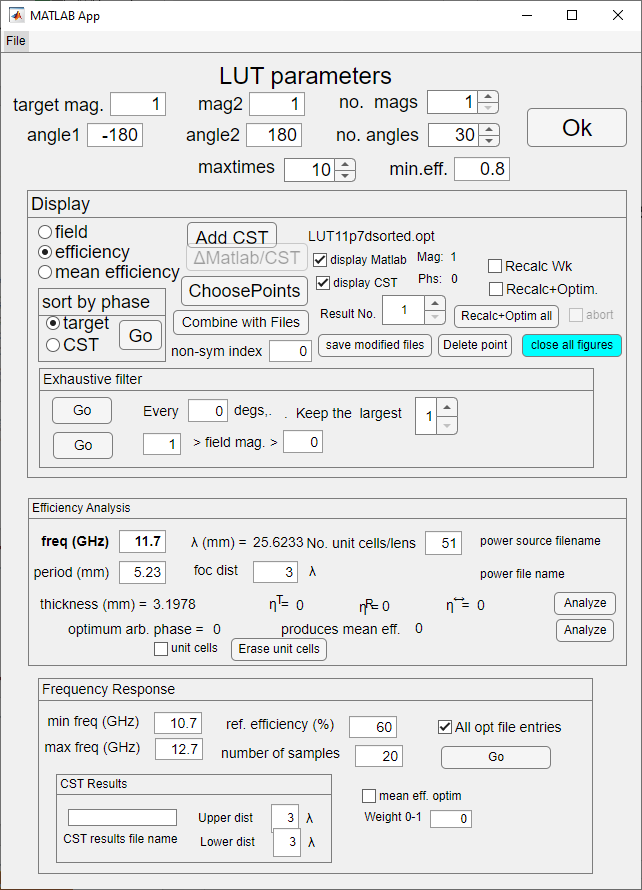 MATLAB App
File
LUT parameters
target mag. 1 mag2 1 no. mags 1
angle1 -180 angle2 180 no. angles 30
Ok
maxtimes 10 min.eff. 0.8
Display
field
efficiency
mean efficiency
Add CST
LUT11p7dsorted.opt
ΔMatlab/CST
display Matlab Mag: 1
display CST Phs: 0
Recalc Wk
Recalc+Optim.
ChoosePoints
sort by phase
target
CST
Go
Combine with Files
Result No. 1
Recalc+Optim all
abort
non-sym index 0
save modified files
Delete point
close all figures
Exhaustive filter
Go Every 0 degs,. . Keep the largest 1
Go 1 > field mag. > 0
Efficiency Analysis
freq (GHz) 11.7 λ (mm) = 25.6233 No. unit cells/lens 51 power source filename
period (mm) 5.23 foc dist 3 λ power file name
thickness (mm) = 3.1978 ηT= 0 ηR= 0 η↔= 0 Analyze
optimum arb. phase = 0 produces mean eff. 0 Analyze
unit cells Erase unit cells
Frequency Response
min freq (GHz) 10.7 ref. efficiency (%) 60 All opt file entries
max freq (GHz) 12.7 number of samples 20 Go
CST Results
CST results file name
Upper dist 3 λ
Lower dist 3 λ
mean eff. optim
Weight 0-1 0